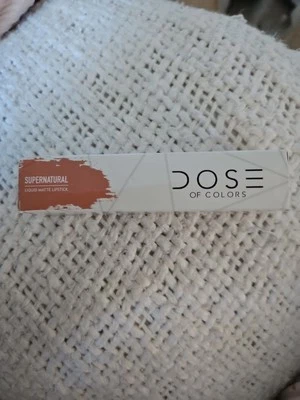 SUPERNATURAL
LIQUID MATTE LIPSTICK
DOSE
OF COLORS